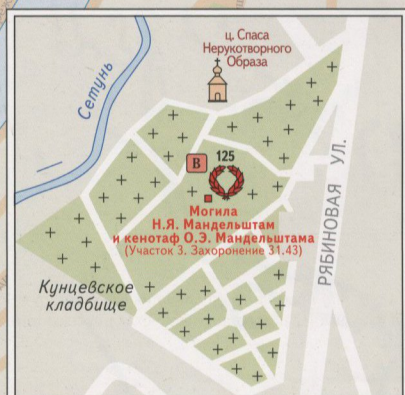 ц. Спаса
Нерукотворного
Образа
Сетунь
В
125
Могила
Н.Я. Мандельштам
и кенотаф О.Э. Мандельштама
(Участок 3. Захоронение 31.43)
РЯБИНОВАЯ УЛ.
Кунцевское
кладбище